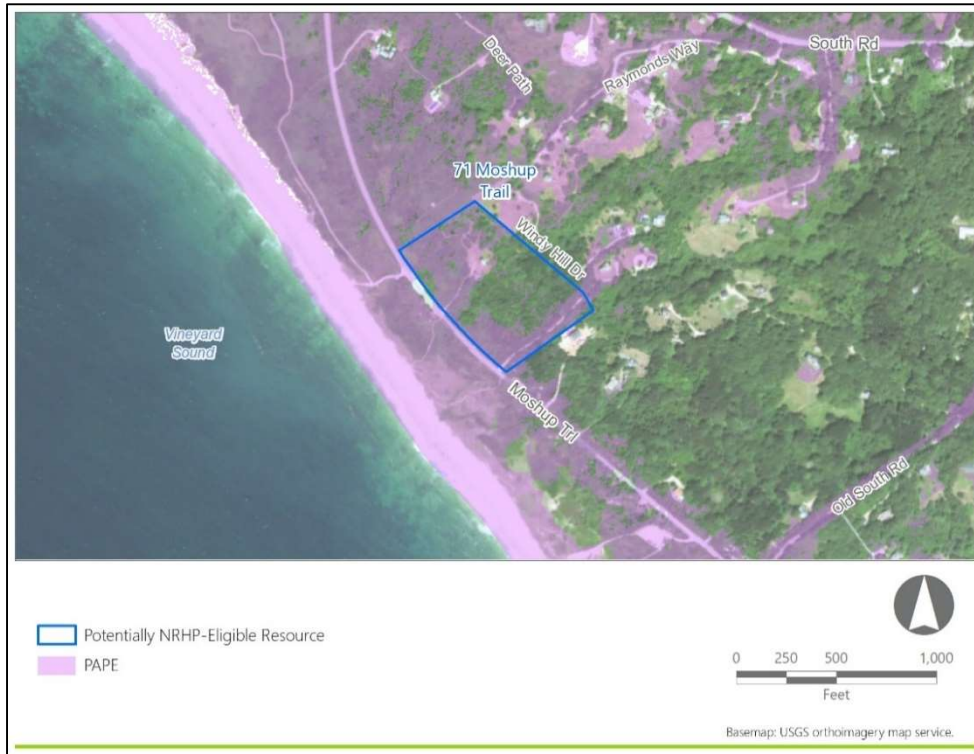 South Rd
Deer Path
Raymonds Way
71 Moshup
Trail
Windy Hill Dr
Vineyard
Sound
Moshup Trl
Old South Rd
Potentially NRHP-Eligible Resource
PAPE
0 250 500 1,000
Feet
Basemap: USGS orthoimagery map service.